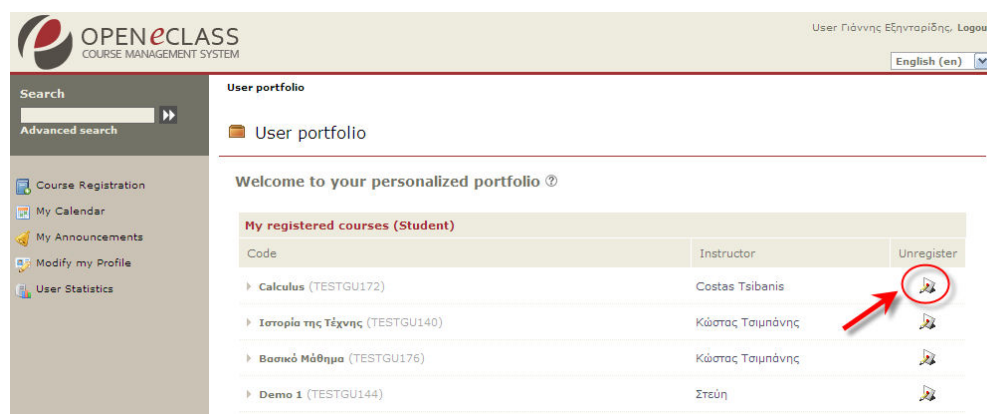 OPEN eCLASS
COURSE MANAGEMENT SYSTEM
User Γιάννης Εξηνταρίδης, Logou
English (en)
Search
Advanced search
Course Registration
My Calendar
My Announcements
Modify my Profile
User Statistics
User portfolio
User portfolio
Welcome to your personalized portfolio
My registered courses (Student)
Code Instructor Unregister
Calculus (TESTGU172) Costas Tsibanis
Ιστορία της Τέχνης (TESTGU140) Κώστας Τσιμπάνης
Βασικό Μάθημα (TESTGU176) Κώστας Τσιμπάνης
Demo 1 (TESTGU144) Στεύη